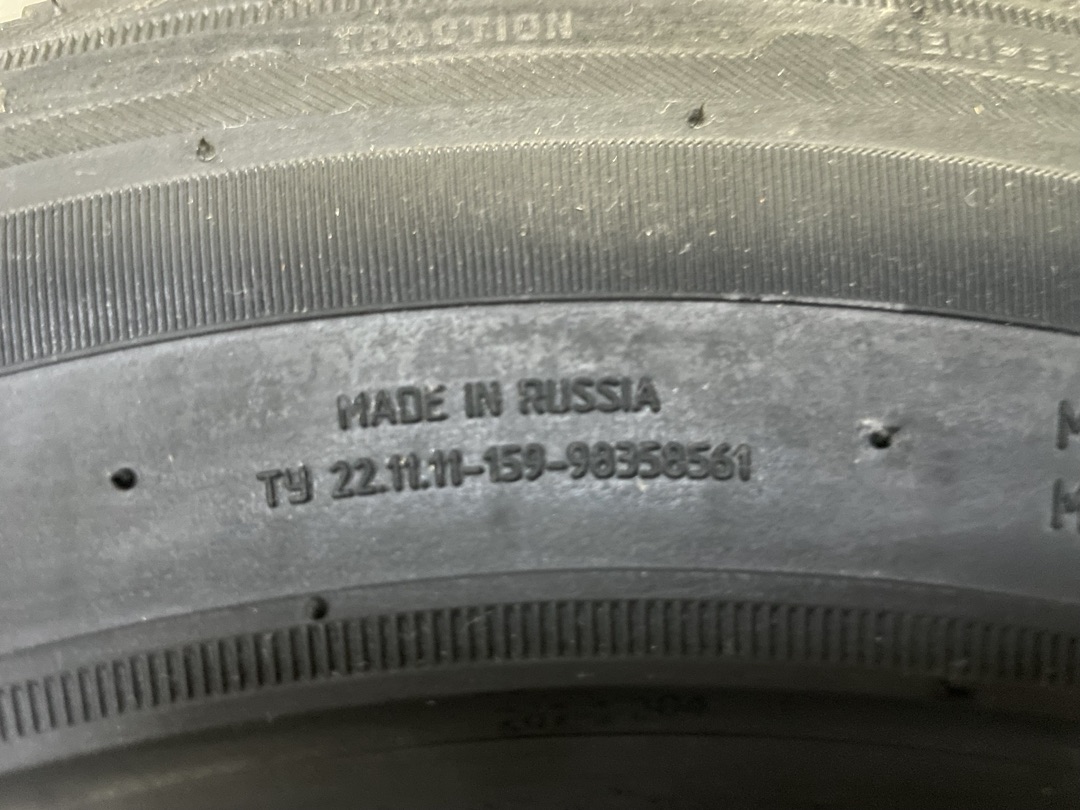 TRACTION
MADE IN RUSSIA
ТУ 22.11.11-159-98358561